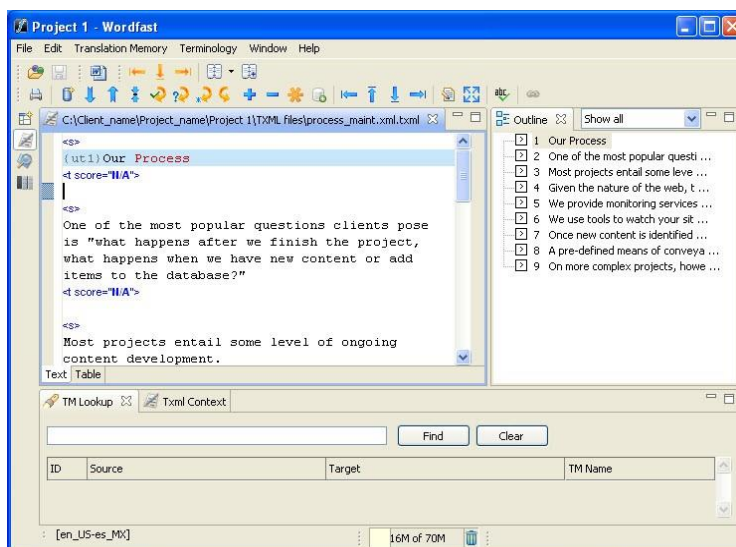 Project 1 - Wordfast
File Edit Translation Memory Terminology Window Help
C:\Client_name\Project_name\Project 1\TXML files\process_maint.xml.txml
<s>
{ut1}Our Process
<t score="N/A">
<s>
One of the most popular questions clients pose
is "what happens after we finish the project,
what happens when we have new content or add
items to the database?"
<t score="N/A">
<s>
Most projects entail some level of ongoing
content development.
Text Table
Outline Show all
1 Our Process
2 One of the most popular questi ...
3 Most projects entail some leve ...
4 Given the nature of the web, t ...
5 We provide monitoring services ...
6 We use tools to watch your sit ...
7 Once new content is identified ...
8 A pre-defined means of conveya ...
9 On more complex projects, howe ...
TM Lookup Txml Context
Find Clear
ID Source Target TM Name
[en_US-es_MX] 16M of 70M